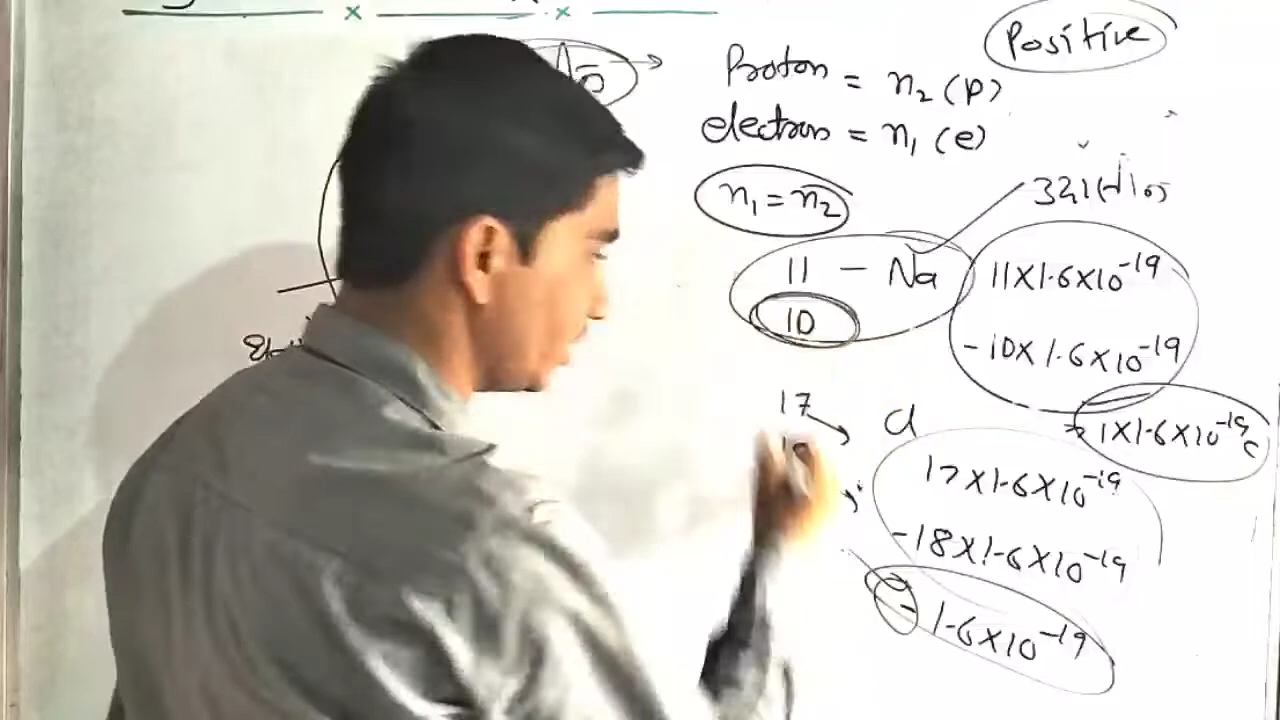 Positive
Proton = n₂ (p)
electrons = n₁ (e)
n₁ = n₂
11 – Na
10
11×1.6×10⁻¹⁹
-10×1.6×10⁻¹⁹
⇒ 1×1.6×10⁻¹⁹ C
17
Cl
17×1.6×10⁻¹⁹
-18×1.6×10⁻¹⁹
- 1.6×10⁻¹⁹